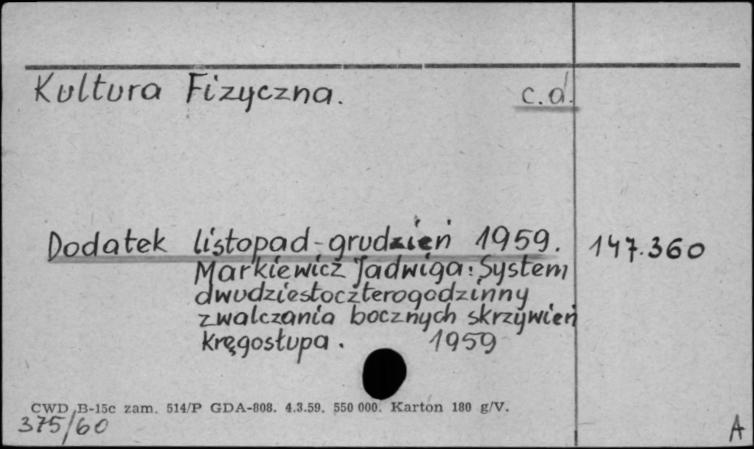 Kultura Fizyczna. c.d.
Dodatek listopad-grudzień 1959. 147.360
Markiewicz Jadwiga: System
dwudziestoczterogodzinny
zwalczania bocznych skrzywień
kręgosłupa. 1959
CWD B-15c zam. 514/P GDA-808. 4.3.59. 550 000. Karton 180 g/V.
375/60 A